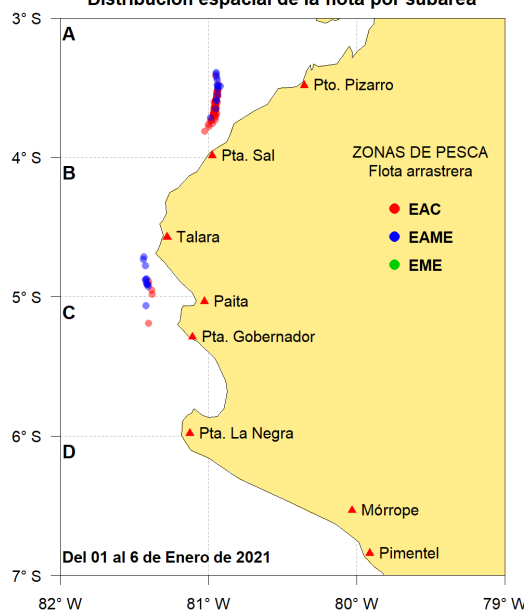 Distribución espacial de la flota por subárea
3° S
A
Pto. Pizarro
ZONAS DE PESCA
Flota arrastrera
4° S
Pta. Sal
B
EAC
Talara
EAME
EME
5° S
Paita
C
Pta. Gobernador
6° S
Pta. La Negra
D
Mórrope
Del 01 al 6 de Enero de 2021
Pimentel
7° S
82° W
81° W
80° W
79° W